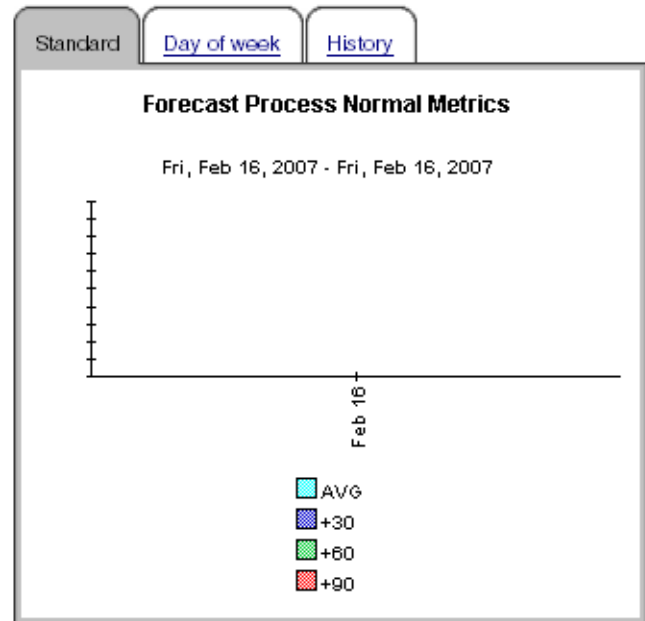 Standard
Day of week
History
Forecast Process Normal Metrics
Fri, Feb 16, 2007 - Fri, Feb 16, 2007
Feb 16
AVG
+30
+60
+90